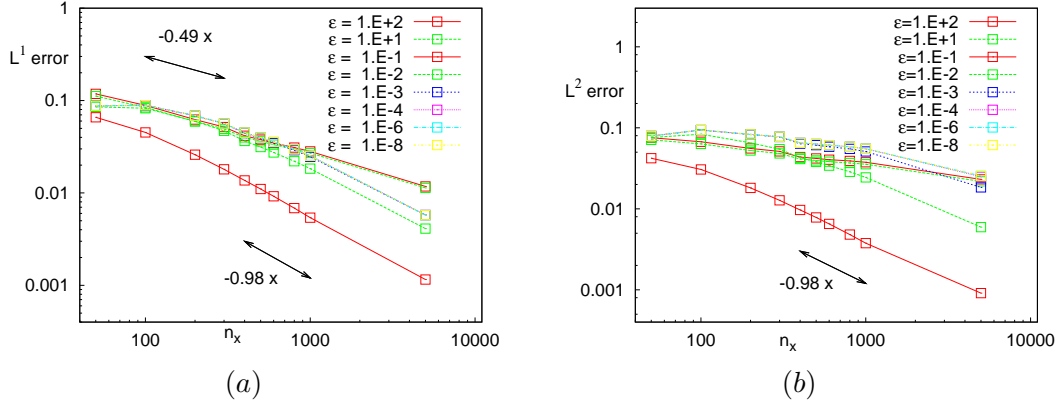 L¹ error
1
0.1
0.01
0.001
100
1000
10000
n_x
-0.49 x
-0.98 x
ε = 1.E+2
ε = 1.E+1
ε = 1.E-1
ε = 1.E-2
ε = 1.E-3
ε = 1.E-4
ε = 1.E-6
ε = 1.E-8
(a)
L² error
1
0.1
0.01
0.001
100
1000
10000
n_x
-0.98 x
ε=1.E+2
ε=1.E+1
ε=1.E-1
ε=1.E-2
ε=1.E-3
ε=1.E-4
ε=1.E-6
ε=1.E-8
(b)